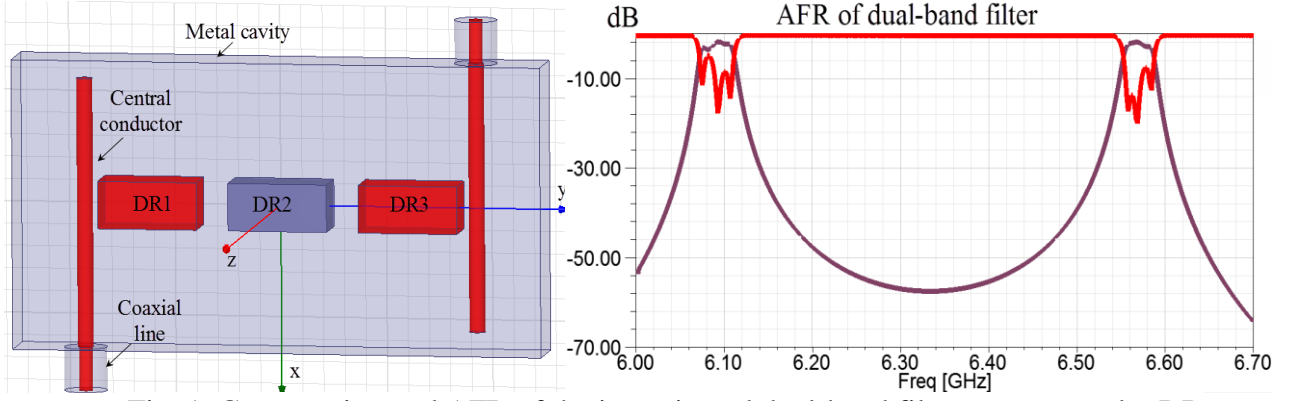 Metal cavity
Central
conductor
DR1
DR2
DR3
y
z
x
Coaxial
line
dB
AFR of dual-band filter
-10.00
-30.00
-50.00
-70.00
6.00
6.10
6.20
6.30
6.40
6.50
6.60
6.70
Freq [GHz]